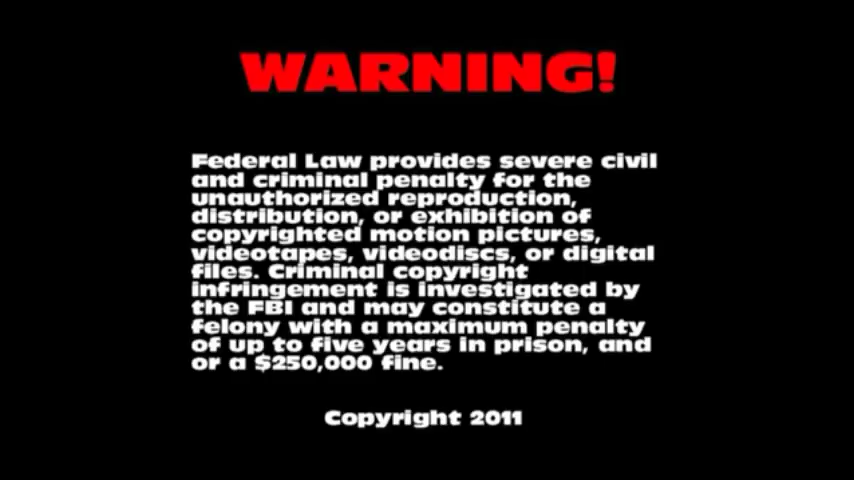 WARNING!
Federal Law provides severe civil
and criminal penalty for the
unauthorized reproduction,
distribution, or exhibition of
copyrighted motion pictures,
videotapes, videodiscs, or digital
files. Criminal copyright
infringement is investigated by
the FBI and may constitute a
felony with a maximum penalty
of up to five years in prison, and
or a $250,000 fine.
Copyright 2011